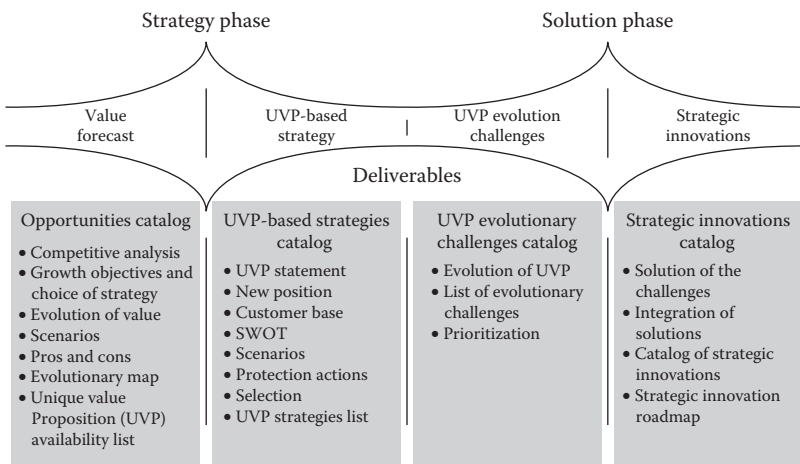 Strategy phase
Solution phase
Value
forecast
UVP-based
strategy
UVP evolution
challenges
Strategic
innovations
Deliverables
Opportunities catalog
• Competitive analysis
• Growth objectives and
choice of strategy
• Evolution of value
• Scenarios
• Pros and cons
• Evolutionary map
• Unique value
Proposition (UVP)
availability list
UVP-based strategies
catalog
• UVP statement
• New position
• Customer base
• SWOT
• Scenarios
• Protection actions
• Selection
• UVP strategies list
UVP evolutionary
challenges catalog
• Evolution of UVP
• List of evolutionary
challenges
• Prioritization
Strategic innovations
catalog
• Solution of the
challenges
• Integration of
solutions
• Catalog of strategic
innovations
• Strategic innovation
roadmap